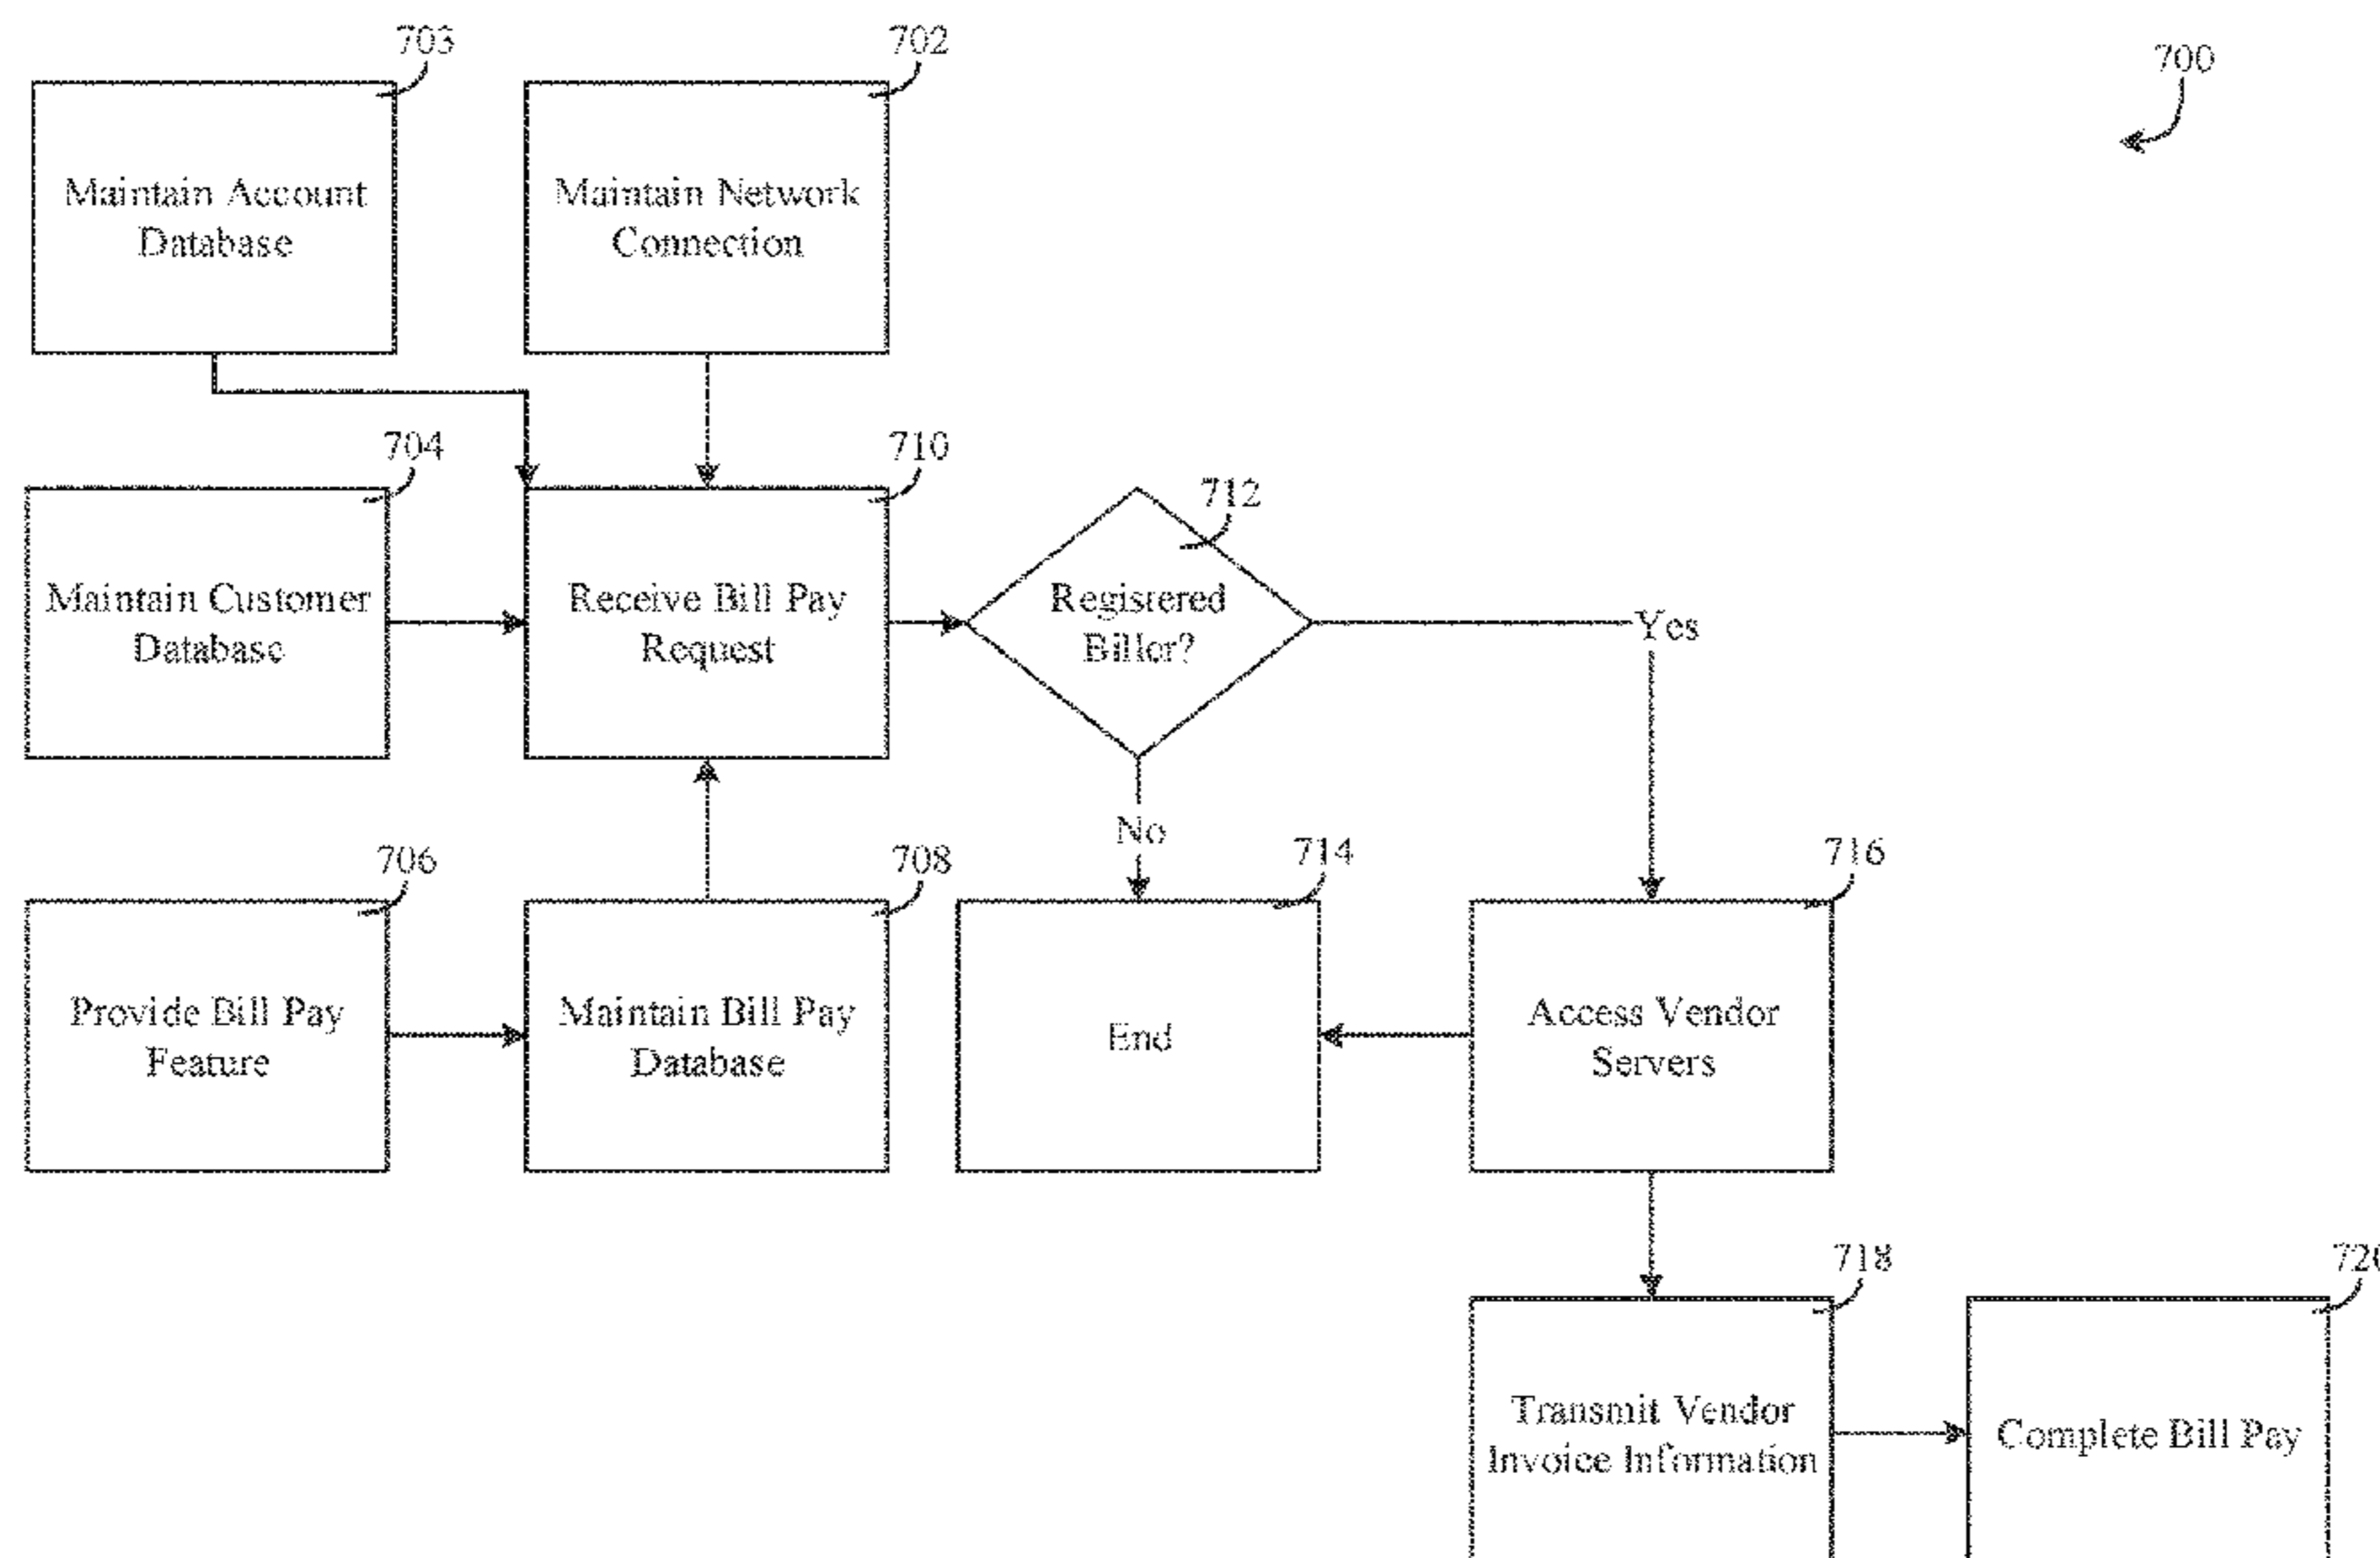 703
702
700
Maintain Account
Database
Maintain Network
Connection
704
710
712
Maintain Customer
Database
Receive Bill Pay
Request
Registered
Biller?
Yes
No
706
708
714
716
Provide Bill Pay
Feature
Maintain Bill Pay
Database
End
Access Vendor
Servers
718
720
Transmit Vendor
Invoice Information
Complete Bill Pay